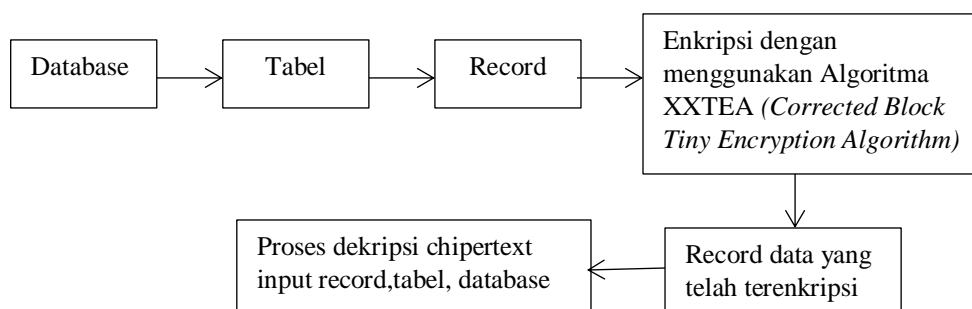 Database
Tabel
Record
Enkripsi dengan
menggunakan Algoritma
XXTEA (Corrected Block
Tiny Encryption Algorithm)
Record data yang
telah terenkripsi
Proses dekripsi chipertext
input record,tabel, database